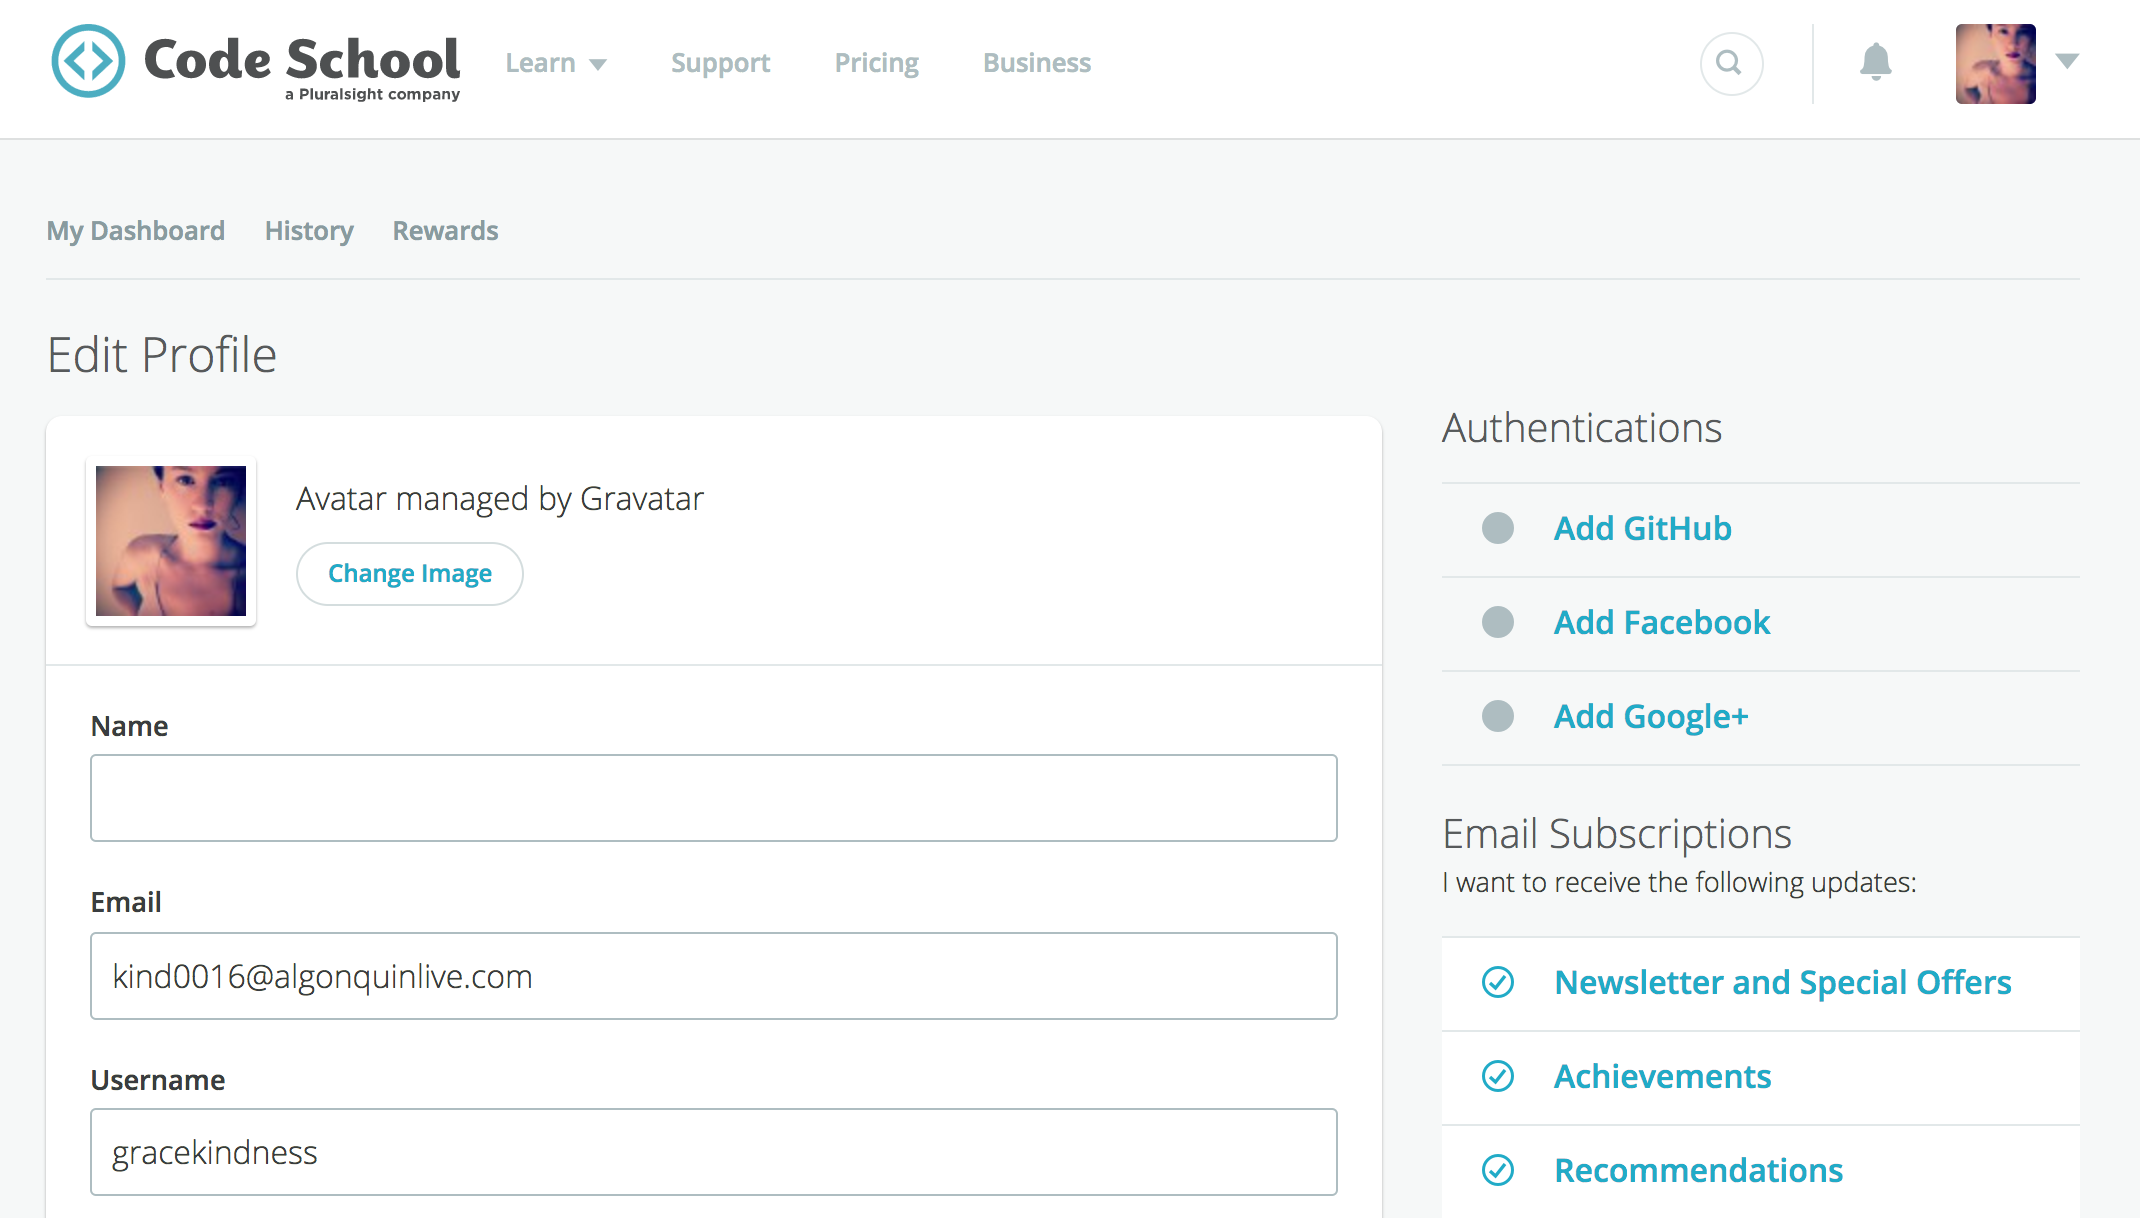 Code School
a Pluralsight company
Learn
Support
Pricing
Business
My Dashboard
History
Rewards
Edit Profile
Avatar managed by Gravatar
Change Image
Name
Email
kind0016@algonquinlive.com
Username
gracekindness
Authentications
Add GitHub
Add Facebook
Add Google+
Email Subscriptions
I want to receive the following updates:
Newsletter and Special Offers
Achievements
Recommendations